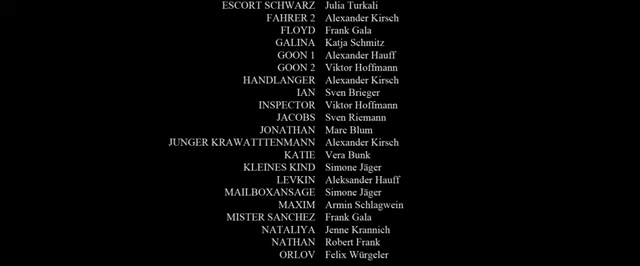 ESCORT SCHWARZ Julia Turkali
FAHRER 2 Alexander Kirsch
FLOYD Frank Gala
GALINA Katja Schmitz
GOON 1 Alexander Hauff
GOON 2 Viktor Hoffmann
HANDLANGER Alexander Kirsch
IAN Sven Brieger
INSPECTOR Viktor Hoffmann
JACOBS Sven Riemann
JONATHAN Marc Blum
JUNGER KRAWATTTENMANN Alexander Kirsch
KATIE Vera Bunk
KLEINES KIND Simone Jäger
LEVKIN Aleksander Hauff
MAILBOXANSAGE Simone Jäger
MAXIM Armin Schlagwein
MISTER SANCHEZ Frank Gala
NATALIYA Jenne Krannich
NATHAN Robert Frank
ORLOV Felix Würgeler